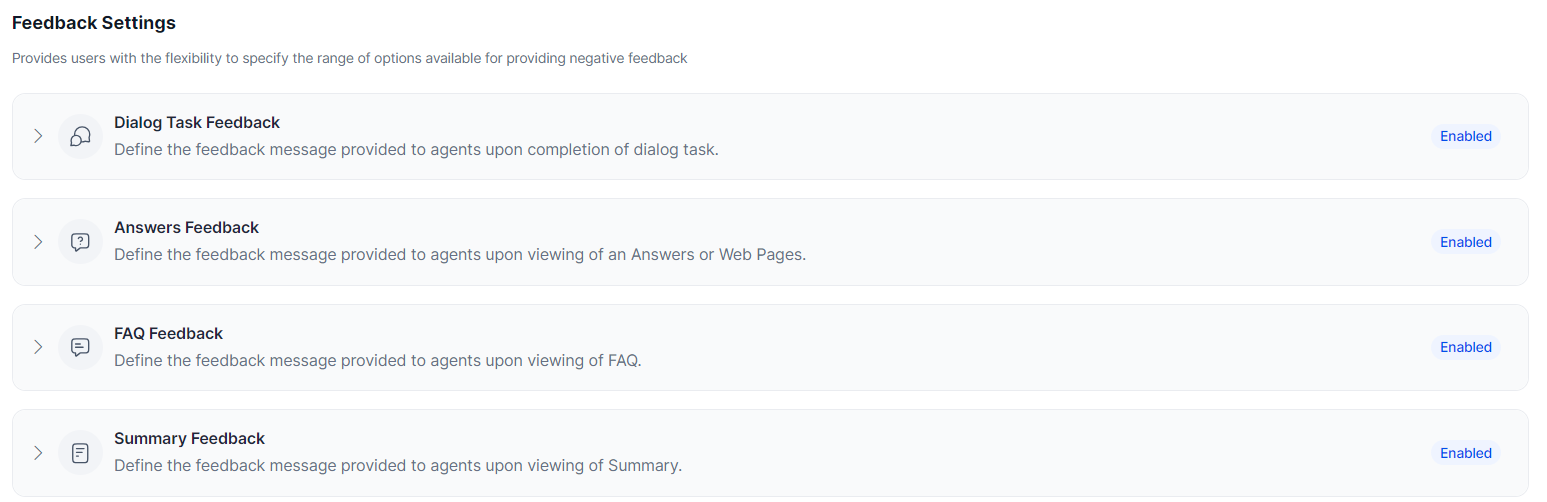 Feedback Settings
Provides users with the flexibility to specify the range of options available for providing negative feedback
Dialog Task Feedback
Define the feedback message provided to agents upon completion of dialog task.
Enabled
Answers Feedback
Define the feedback message provided to agents upon viewing of an Answers or Web Pages.
Enabled
FAQ Feedback
Define the feedback message provided to agents upon viewing of FAQ.
Enabled
Summary Feedback
Define the feedback message provided to agents upon viewing of Summary.
Enabled